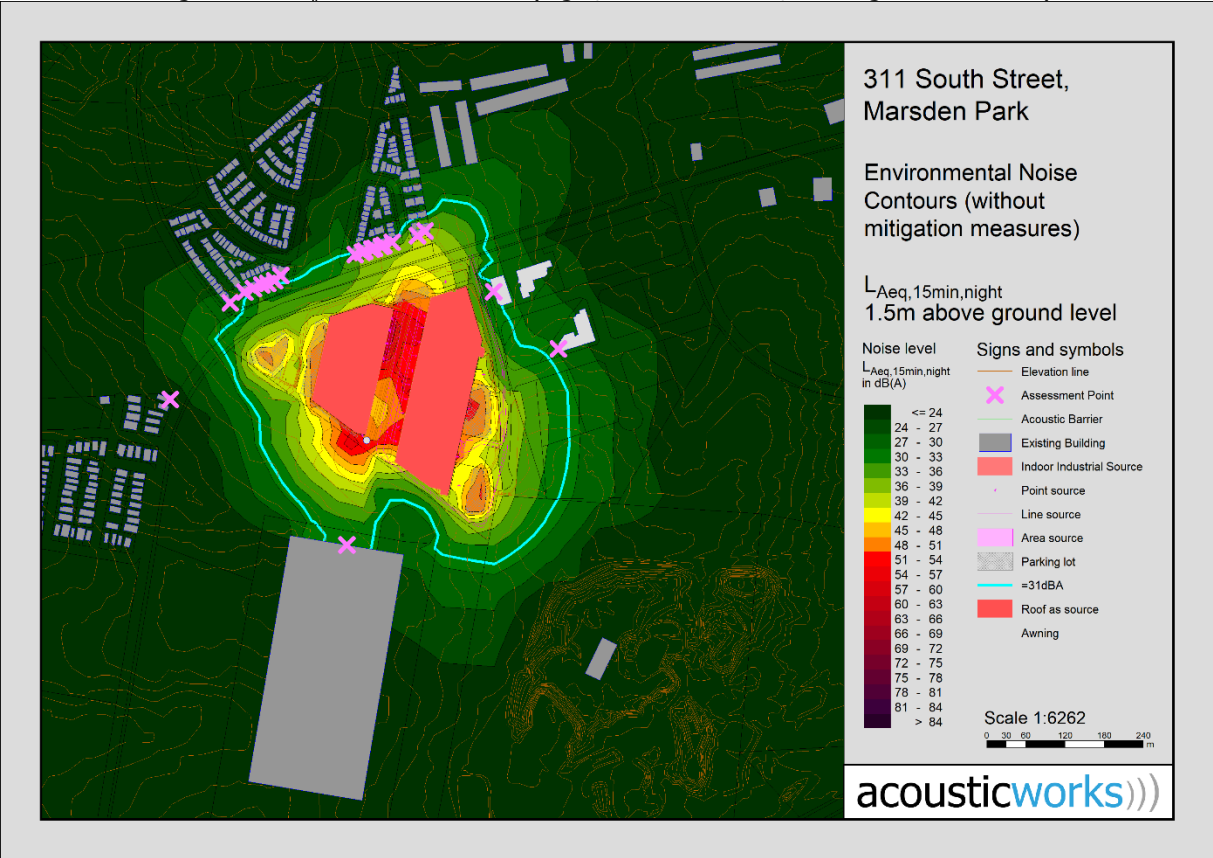 311 South Street,
Marsden Park
Environmental Noise
Contours (without
mitigation measures)
LAeq,15min,night
1.5m above ground level
Noise level
LAeq,15min,night
in dB(A)
<= 24
24 - 27
27 - 30
30 - 33
33 - 36
36 - 39
39 - 42
42 - 45
45 - 48
48 - 51
51 - 54
54 - 57
57 - 60
60 - 63
63 - 66
66 - 69
69 - 72
72 - 75
75 - 78
78 - 81
81 - 84
> 84
Signs and symbols
Elevation line
Assessment Point
Acoustic Barrier
Existing Building
Indoor Industrial Source
Point source
Line source
Area source
Parking lot
=31dBA
Roof as source
Awning
Scale 1:6262
0 30 60 120 180 240
m
acousticworks)))